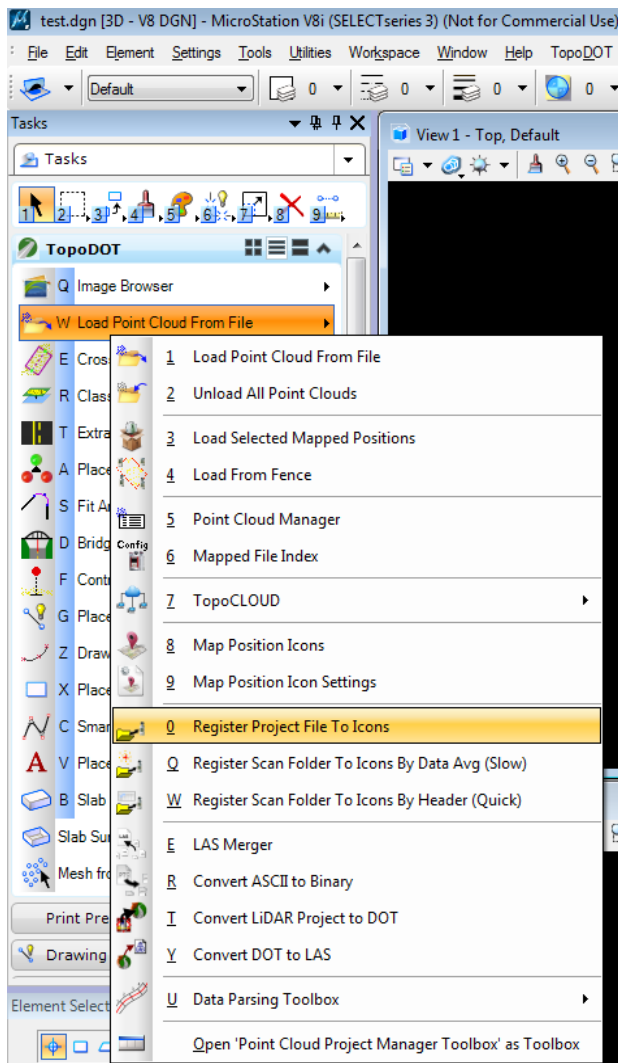 test.dgn [3D - V8 DGN] - MicroStation V8i (SELECTseries 3) (Not for Commercial Use)
File Edit Element Settings Tools Utilities Workspace Window Help TopoDOT
Default 0 0 0 0
Tasks
View 1 - Top, Default
Tasks
1 2 3 4 5 6 7 8 9
TopoDOT
Q Image Browser
W Load Point Cloud From File
E Cros
R Clas
T Extra
A Place
S Fit A
D Bridg
F Contr
G Place
Z Draw
X Place
C Smar
V Place
B Slab
Slab Su
Mesh fr
Print Pre
Drawing
Element Select
1 Load Point Cloud From File
2 Unload All Point Clouds
3 Load Selected Mapped Positions
4 Load From Fence
5 Point Cloud Manager
Config
6 Mapped File Index
7 TopoCLOUD
8 Map Position Icons
9 Map Position Icon Settings
0 Register Project File To Icons
Q Register Scan Folder To Icons By Data Avg (Slow)
W Register Scan Folder To Icons By Header (Quick)
E LAS Merger
R Convert ASCII to Binary
T Convert LiDAR Project to DOT
Y Convert DOT to LAS
U Data Parsing Toolbox
Open 'Point Cloud Project Manager Toolbox' as Toolbox